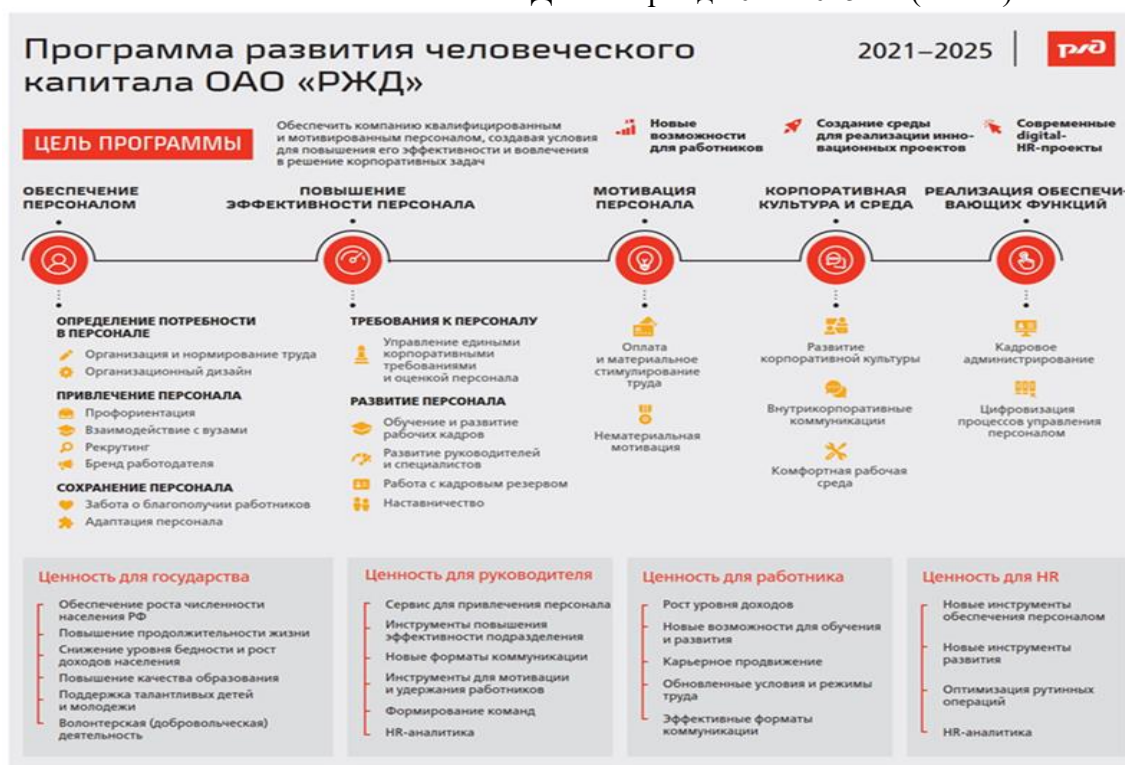 Программа развития человеческого
капитала ОАО «РЖД»
2021–2025
ржд
ЦЕЛЬ ПРОГРАММЫ
Обеспечить компанию квалифицированным
и мотивированным персоналом, создавая условия
для повышения его эффективности и вовлечения
в решение корпоративных задач
Новые
возможности
для работников
Создание среды
для реализации инно-
вационных проектов
Современные
digital-
HR-проекты
ОБЕСПЕЧЕНИЕ
ПЕРСОНАЛОМ
ПОВЫШЕНИЕ
ЭФФЕКТИВНОСТИ ПЕРСОНАЛА
МОТИВАЦИЯ
ПЕРСОНАЛА
КОРПОРАТИВНАЯ
КУЛЬТУРА И СРЕДА
РЕАЛИЗАЦИЯ ОБЕСПЕЧИ-
ВАЮЩИХ ФУНКЦИЙ
ОПРЕДЕЛЕНИЕ ПОТРЕБНОСТИ
В ПЕРСОНАЛЕ
Организация и нормирование труда
Организационный дизайн
ПРИВЛЕЧЕНИЕ ПЕРСОНАЛА
Профориентация
Взаимодействие с вузами
Рекрутинг
Бренд работодателя
СОХРАНЕНИЕ ПЕРСОНАЛА
Забота о благополучии работников
Адаптация персонала
ТРЕБОВАНИЯ К ПЕРСОНАЛУ
Управление едиными
корпоративными
требованиями
и оценкой персонала
РАЗВИТИЕ ПЕРСОНАЛА
Обучение и развитие
рабочих кадров
Развитие руководителей
и специалистов
Работа с кадровым резервом
Наставничество
Оплата
и материальное
стимулирование
труда
Нематериальная
мотивация
Развитие
корпоративной культуры
Внутрикорпоративные
коммуникации
Комфортная рабочая
среда
Кадровое
администрирование
Цифровизация
процессов управления
персоналом
Ценность для государства
Обеспечение роста численности
населения РФ
Повышение продолжительности жизни
Снижение уровня бедности и рост
доходов населения
Повышение качества образования
Поддержка талантливых детей
и молодежи
Волонтерская (добровольческая)
деятельность
Ценность для руководителя
Сервис для привлечения персонала
Инструменты повышения
эффективности подразделения
Новые форматы коммуникации
Инструменты для мотивации
и удержания работников
Формирование команд
HR-аналитика
Ценность для работника
Рост уровня доходов
Новые возможности для обучения
и развития
Карьерное продвижение
Обновленные условия и режимы
труда
Эффективные форматы
коммуникации
Ценность для HR
Новые инструменты
обеспечения персоналом
Новые инструменты
развития
Оптимизация рутинных
операций
HR-аналитика